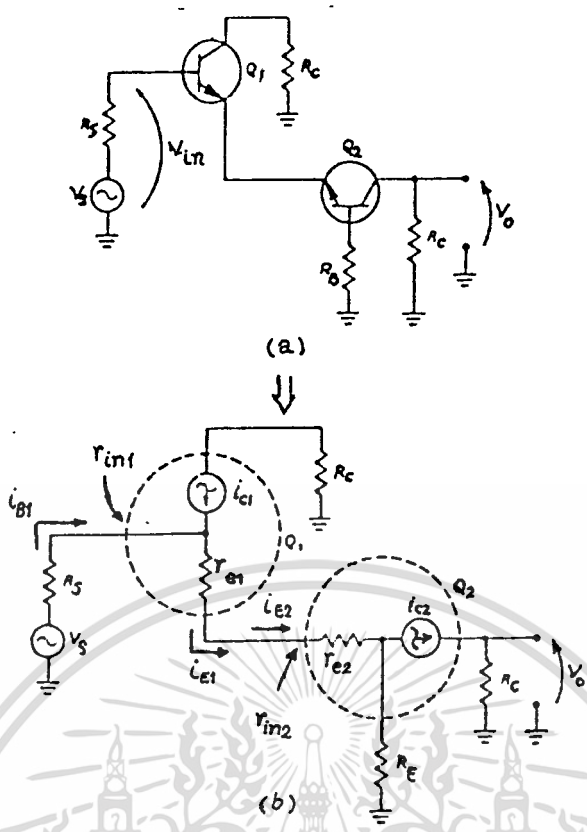 Q1
RC
RS
Vin
VS
Q2
Vo
RC
RB
(a)
rin1
iC1
RC
iB1
Q1
RS
re1
iE2
Q2
iC2
VS
iE1
re2
RC
Vo
rin2
RE
(b)